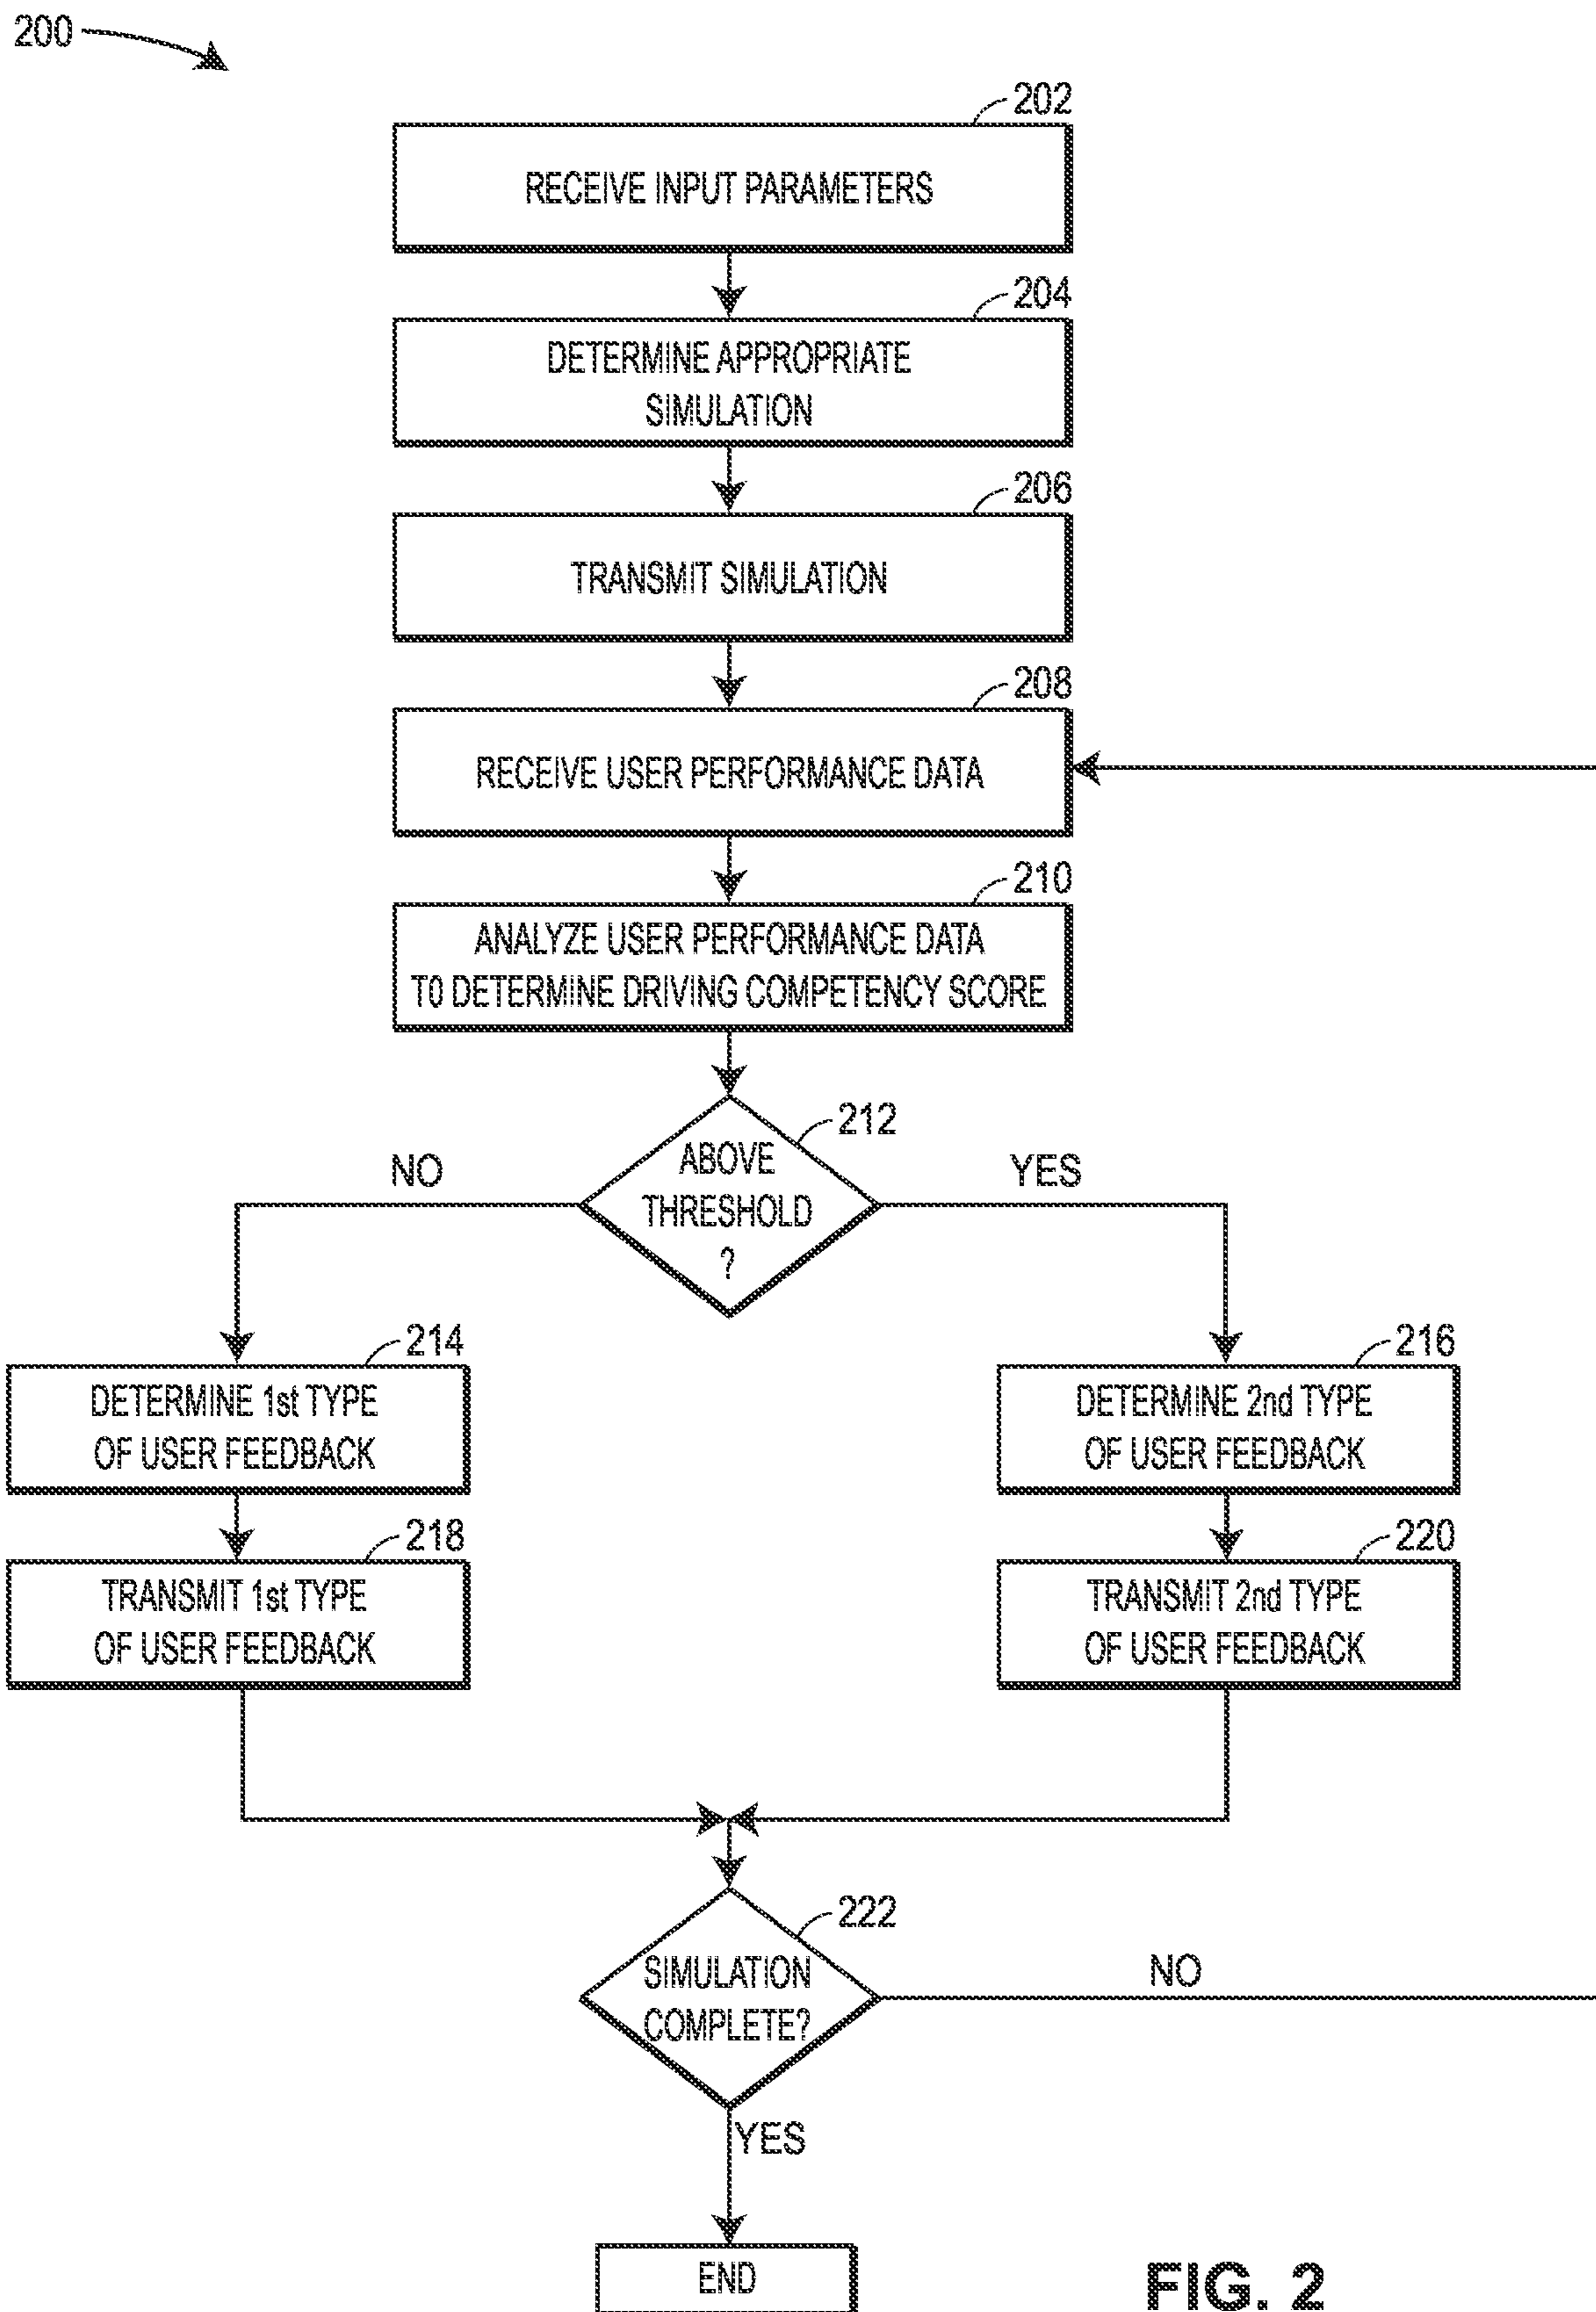 200
202
RECEIVE INPUT PARAMETERS
204
DETERMINE APPROPRIATE
SIMULATION
206
TRANSMIT SIMULATION
208
RECEIVE USER PERFORMANCE DATA
210
ANALYZE USER PERFORMANCE DATA
T0 DETERMINE DRIVING COMPETENCY SCORE
212
ABOVE
THRESHOLD
?
NO
YES
214
DETERMINE 1st TYPE
OF USER FEEDBACK
216
DETERMINE 2nd TYPE
OF USER FEEDBACK
218
TRANSMIT 1st TYPE
OF USER FEEDBACK
220
TRANSMIT 2nd TYPE
OF USER FEEDBACK
222
SIMULATION
COMPLETE?
NO
YES
END
FIG. 2